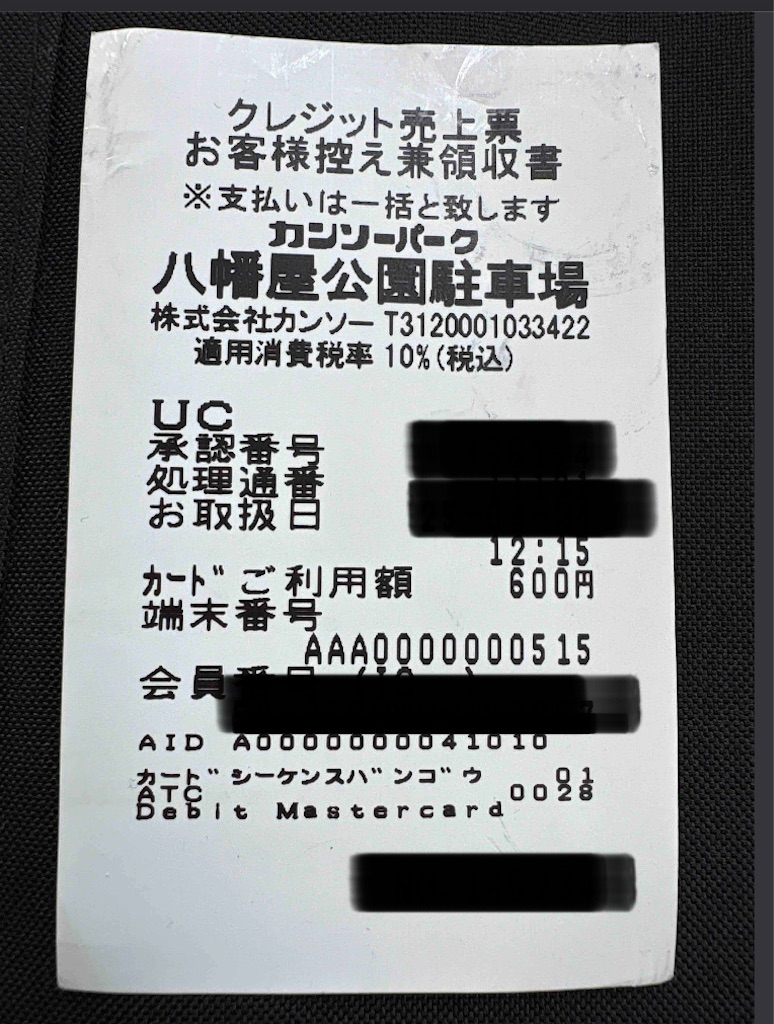 クレジット売上票
お客様控え兼領収書
※支払いは一括と致します
カンソーパーク
八幡屋公園駐車場
株式会社カンソー T3120001033422
適用消費税率 10%(税込)
UC
承認番号
処理通番
お取扱日
12:15
カードご利用額 600円
端末番号
AAA0000000515
会員番号
AID A0000000041010
カードシーケンスバンゴウ 01
ATC 0028
Debit Mastercard